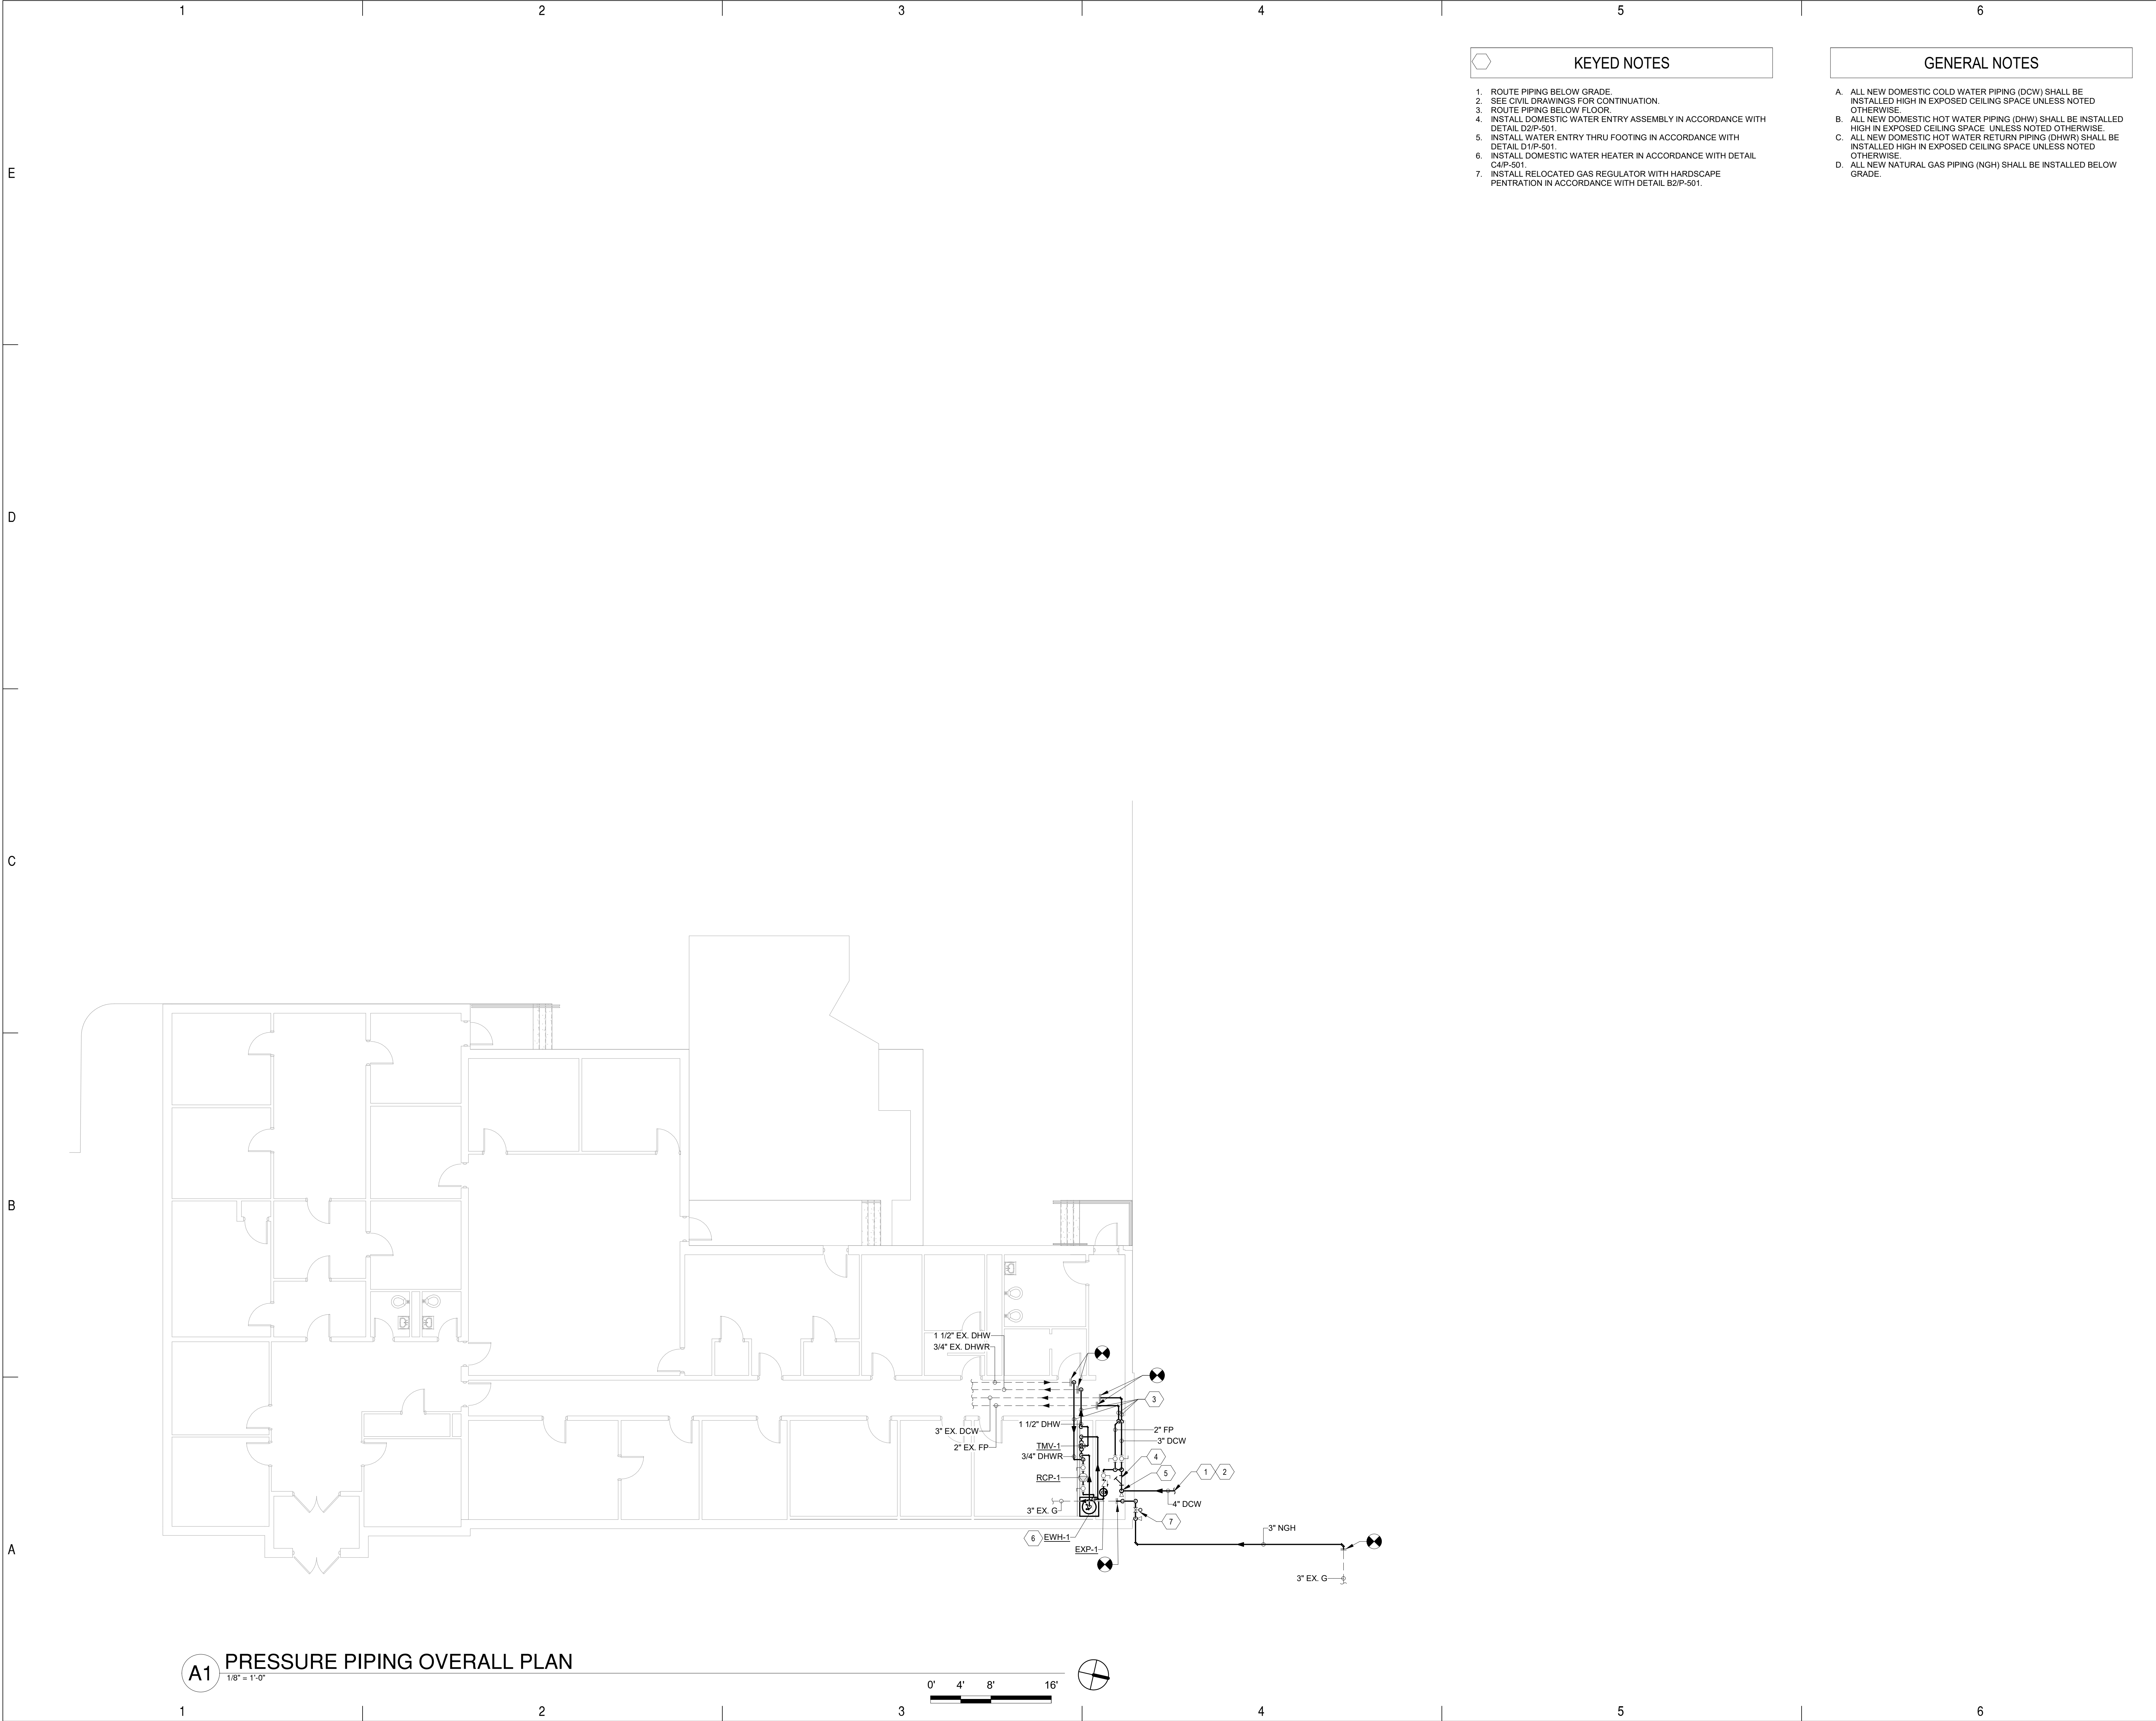 1 2 3 4 5 6
KEYED NOTES
1. ROUTE PIPING BELOW GRADE.
2. SEE CIVIL DRAWINGS FOR CONTINUATION.
3. ROUTE PIPING BELOW FLOOR.
4. INSTALL DOMESTIC WATER ENTRY ASSEMBLY IN ACCORDANCE WITH
DETAIL D2/P-501.
5. INSTALL WATER ENTRY THRU FOOTING IN ACCORDANCE WITH
DETAIL D1/P-501.
6. INSTALL DOMESTIC WATER HEATER IN ACCORDANCE WITH DETAIL
C4/P-501.
7. INSTALL RELOCATED GAS REGULATOR WITH HARDSCAPE
PENTRATION IN ACCORDANCE WITH DETAIL B2/P-501.
GENERAL NOTES
A. ALL NEW DOMESTIC COLD WATER PIPING (DCW) SHALL BE
INSTALLED HIGH IN EXPOSED CEILING SPACE UNLESS NOTED
OTHERWISE.
B. ALL NEW DOMESTIC HOT WATER PIPING (DHW) SHALL BE INSTALLED
HIGH IN EXPOSED CEILING SPACE UNLESS NOTED OTHERWISE.
C. ALL NEW DOMESTIC HOT WATER RETURN PIPING (DHWR) SHALL BE
INSTALLED HIGH IN EXPOSED CEILING SPACE UNLESS NOTED
OTHERWISE.
D. ALL NEW NATURAL GAS PIPING (NGH) SHALL BE INSTALLED BELOW
GRADE.
E
D
C
B
A
1 1/2" EX. DHW
3/4" EX. DHWR
3
1 1/2" DHW
3" EX. DCW
2" FP
3" DCW
2" EX. FP
TMV-1
3/4" DHWR
4
RCP-1
5
1 2
4" DCW
3" EX. G
7
3" NGH
6 EWH-1
EXP-1
3" EX. G
A1 PRESSURE PIPING OVERALL PLAN
1/8" = 1'-0"
0' 4' 8' 16'
1 2 3 4 5 6